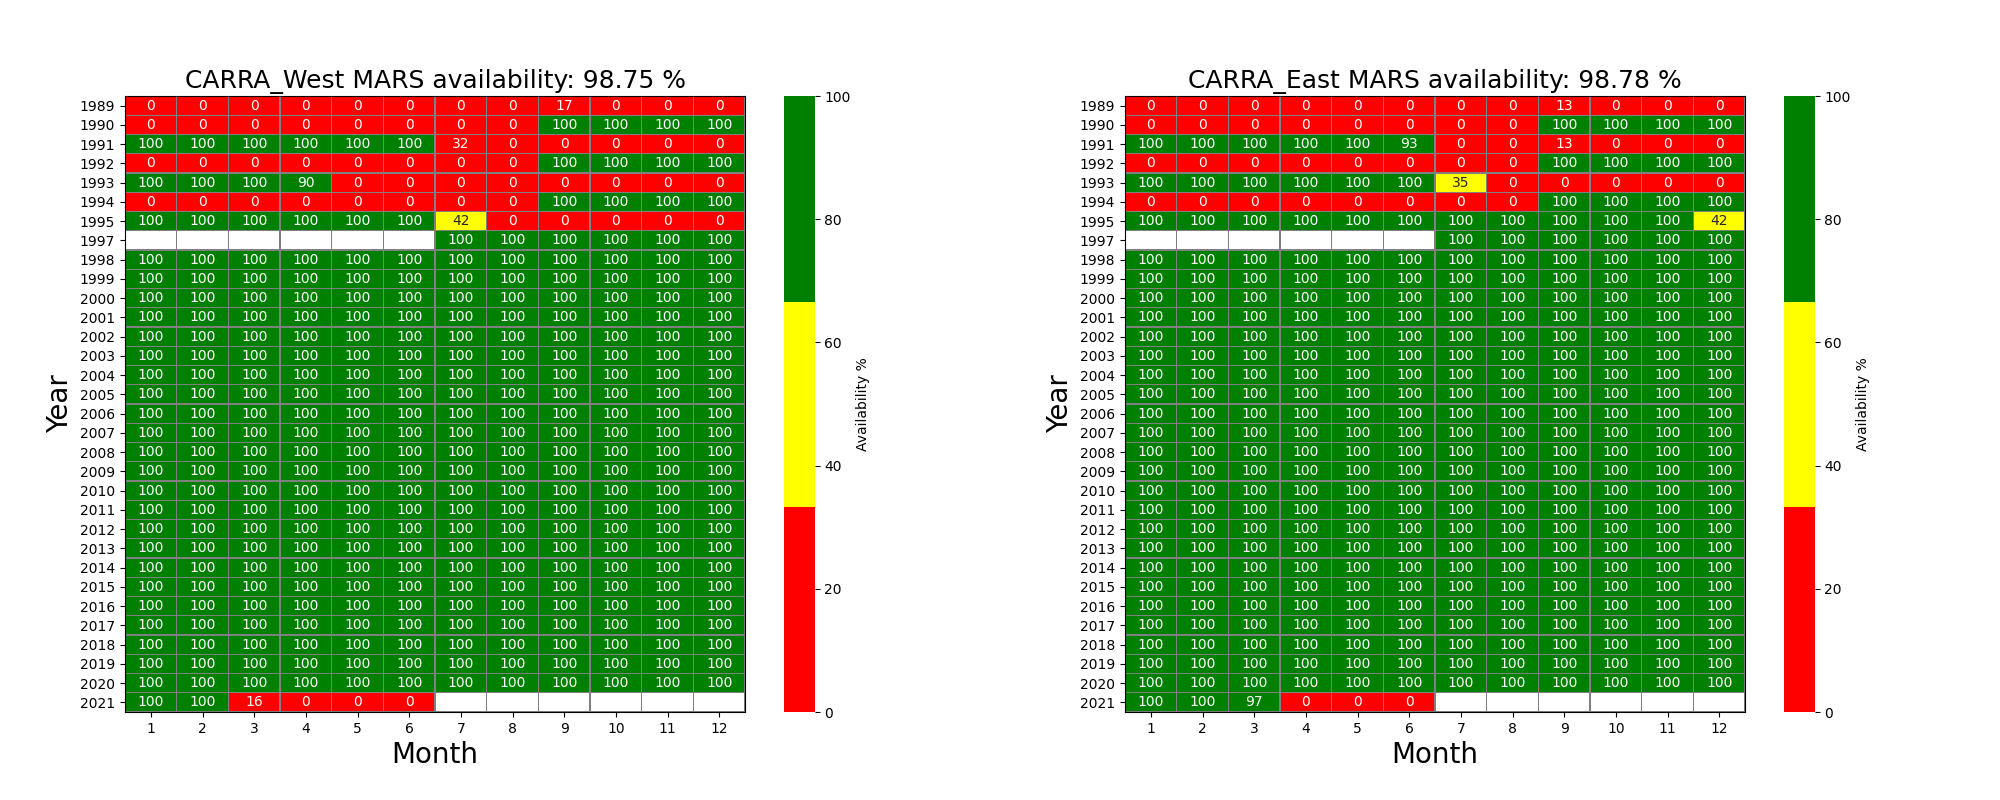 CARRA_West MARS availability: 98.75 %
1989 0 0 0 0 0 0 0 0 17 0 0 0
1990 0 0 0 0 0 0 0 0 100 100 100 100
1991 100 100 100 100 100 100 32 0 0 0 0 0
1992 0 0 0 0 0 0 0 0 100 100 100 100
1993 100 100 100 90 0 0 0 0 0 0 0 0
1994 0 0 0 0 0 0 0 0 100 100 100 100
1995 100 100 100 100 100 100 42 0 0 0 0 0
1997 100 100 100 100 100 100
1998 100 100 100 100 100 100 100 100 100 100 100 100
1999 100 100 100 100 100 100 100 100 100 100 100 100
2000 100 100 100 100 100 100 100 100 100 100 100 100
2001 100 100 100 100 100 100 100 100 100 100 100 100
2002 100 100 100 100 100 100 100 100 100 100 100 100
2003 100 100 100 100 100 100 100 100 100 100 100 100
2004 100 100 100 100 100 100 100 100 100 100 100 100
2005 100 100 100 100 100 100 100 100 100 100 100 100
2006 100 100 100 100 100 100 100 100 100 100 100 100
2007 100 100 100 100 100 100 100 100 100 100 100 100
2008 100 100 100 100 100 100 100 100 100 100 100 100
2009 100 100 100 100 100 100 100 100 100 100 100 100
2010 100 100 100 100 100 100 100 100 100 100 100 100
2011 100 100 100 100 100 100 100 100 100 100 100 100
2012 100 100 100 100 100 100 100 100 100 100 100 100
2013 100 100 100 100 100 100 100 100 100 100 100 100
2014 100 100 100 100 100 100 100 100 100 100 100 100
2015 100 100 100 100 100 100 100 100 100 100 100 100
2016 100 100 100 100 100 100 100 100 100 100 100 100
2017 100 100 100 100 100 100 100 100 100 100 100 100
2018 100 100 100 100 100 100 100 100 100 100 100 100
2019 100 100 100 100 100 100 100 100 100 100 100 100
2020 100 100 100 100 100 100 100 100 100 100 100 100
2021 100 100 16 0 0 0
1 2 3 4 5 6 7 8 9 10 11 12
Month
Year
100
80
60
40
20
0
Availability %
CARRA_East MARS availability: 98.78 %
1989 0 0 0 0 0 0 0 0 13 0 0 0
1990 0 0 0 0 0 0 0 0 100 100 100 100
1991 100 100 100 100 100 93 0 0 13 0 0 0
1992 0 0 0 0 0 0 0 0 100 100 100 100
1993 100 100 100 100 100 100 35 0 0 0 0 0
1994 0 0 0 0 0 0 0 0 100 100 100 100
1995 100 100 100 100 100 100 100 100 100 100 100 42
1997 100 100 100 100 100 100
1998 100 100 100 100 100 100 100 100 100 100 100 100
1999 100 100 100 100 100 100 100 100 100 100 100 100
2000 100 100 100 100 100 100 100 100 100 100 100 100
2001 100 100 100 100 100 100 100 100 100 100 100 100
2002 100 100 100 100 100 100 100 100 100 100 100 100
2003 100 100 100 100 100 100 100 100 100 100 100 100
2004 100 100 100 100 100 100 100 100 100 100 100 100
2005 100 100 100 100 100 100 100 100 100 100 100 100
2006 100 100 100 100 100 100 100 100 100 100 100 100
2007 100 100 100 100 100 100 100 100 100 100 100 100
2008 100 100 100 100 100 100 100 100 100 100 100 100
2009 100 100 100 100 100 100 100 100 100 100 100 100
2010 100 100 100 100 100 100 100 100 100 100 100 100
2011 100 100 100 100 100 100 100 100 100 100 100 100
2012 100 100 100 100 100 100 100 100 100 100 100 100
2013 100 100 100 100 100 100 100 100 100 100 100 100
2014 100 100 100 100 100 100 100 100 100 100 100 100
2015 100 100 100 100 100 100 100 100 100 100 100 100
2016 100 100 100 100 100 100 100 100 100 100 100 100
2017 100 100 100 100 100 100 100 100 100 100 100 100
2018 100 100 100 100 100 100 100 100 100 100 100 100
2019 100 100 100 100 100 100 100 100 100 100 100 100
2020 100 100 100 100 100 100 100 100 100 100 100 100
2021 100 100 97 0 0 0
1 2 3 4 5 6 7 8 9 10 11 12
Month
Year
100
80
60
40
20
0
Availability %